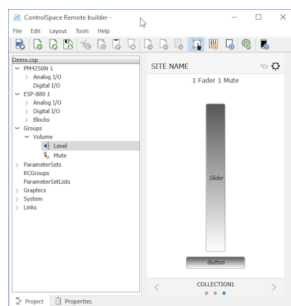 ControlSpace Remote builder -
File Edit Layout Tools Help
Demo.csp
PM4250N 1
Analog I/O
Digital I/O
ESP-880 1
Analog I/O
Digital I/O
Blocks
Groups
Volume
Level
Mute
ParameterSets
RCGroups
ParameterSetLists
Graphics
System
Links
Project Properties
SITE NAME
1 Fader 1 Mute
Slider
Button
COLLECTION1